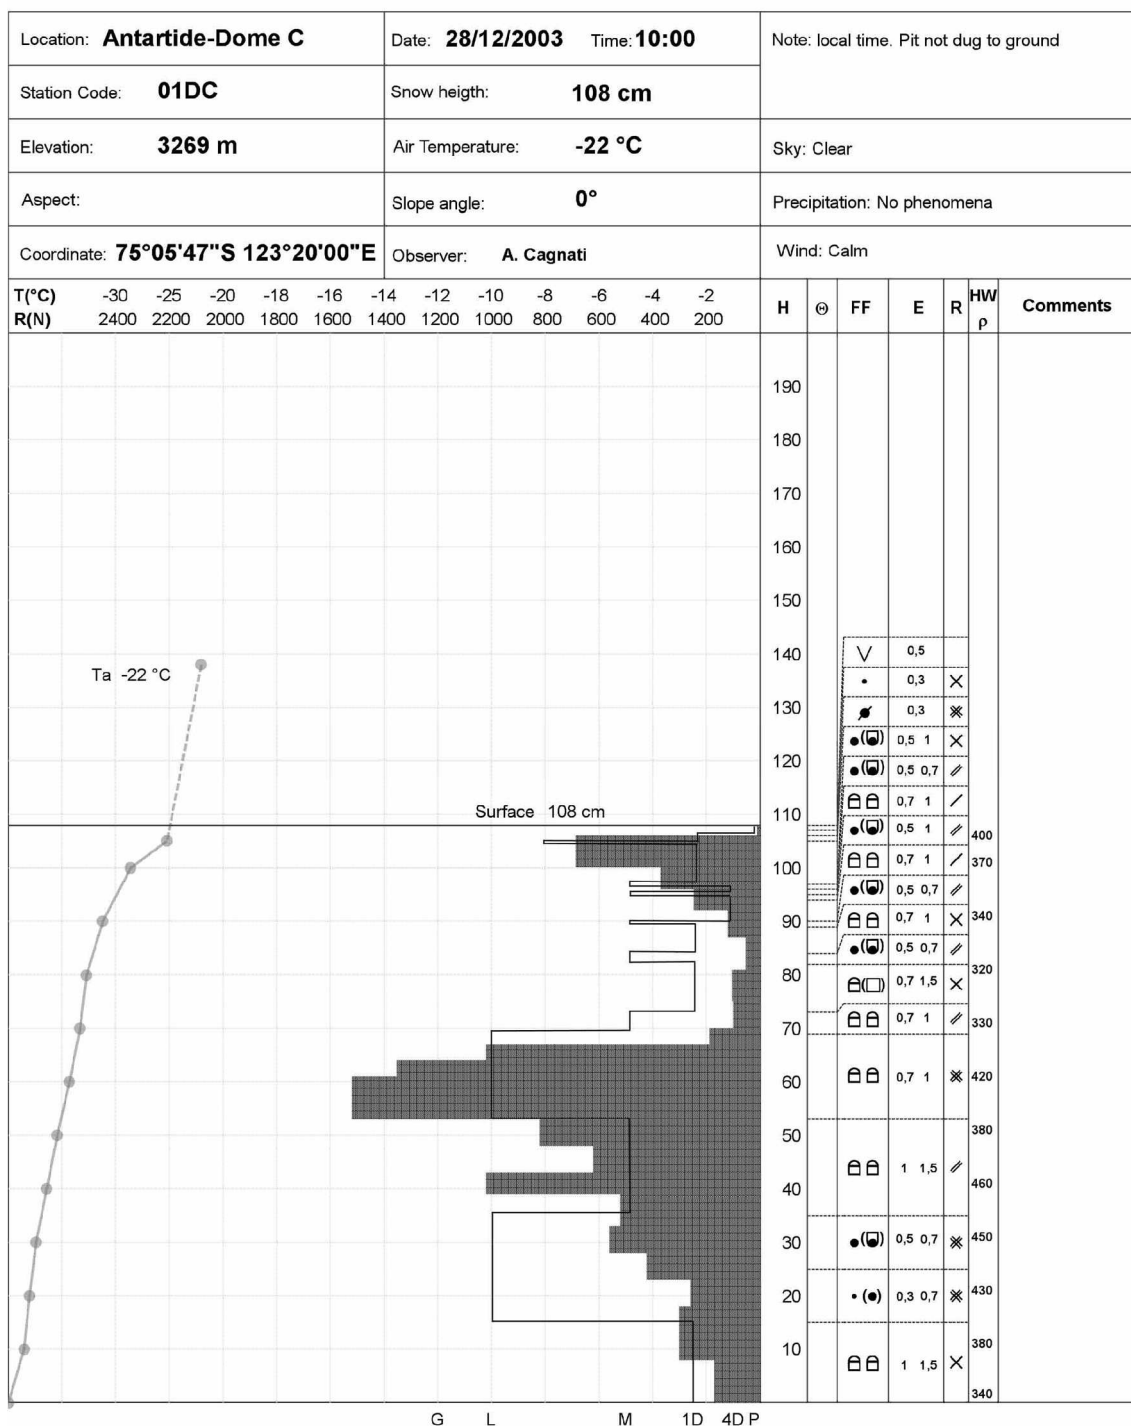 Location: Antartide-Dome C Date: 28/12/2003 Time: 10:00 Note: local time. Pit not dug to ground
Station Code: 01DC Snow heigth: 108 cm
Elevation: 3269 m Air Temperature: -22 °C Sky: Clear
Aspect: Slope angle: 0° Precipitation: No phenomena
Coordinate: 75°05'47"S 123°20'00"E Observer: A. Cagnati Wind: Calm
T(°C) -30 -25 -20 -18 -16 -14 -12 -10 -8 -6 -4 -2 H Θ FF E R HW ρ Comments
R(N) 2400 2200 2000 1800 1600 1400 1200 1000 800 600 400 200
190
180
170
160
150
140 0,5
Ta -22 °C
0,3
130 0,3
0,5 1
120 0,5 0,7
0,7 1
Surface 108 cm
110
0,5 1 400
100 0,7 1 370
0,5 0,7
90 0,7 1 340
0,5 0,7
80 0,7 1,5 320
70 0,7 1 330
60 0,7 1 420
50 380
1 1,5
40 460
30 0,5 0,7 450
20 0,3 0,7 430
10 380
1 1,5
340
G L M 1D 4D P